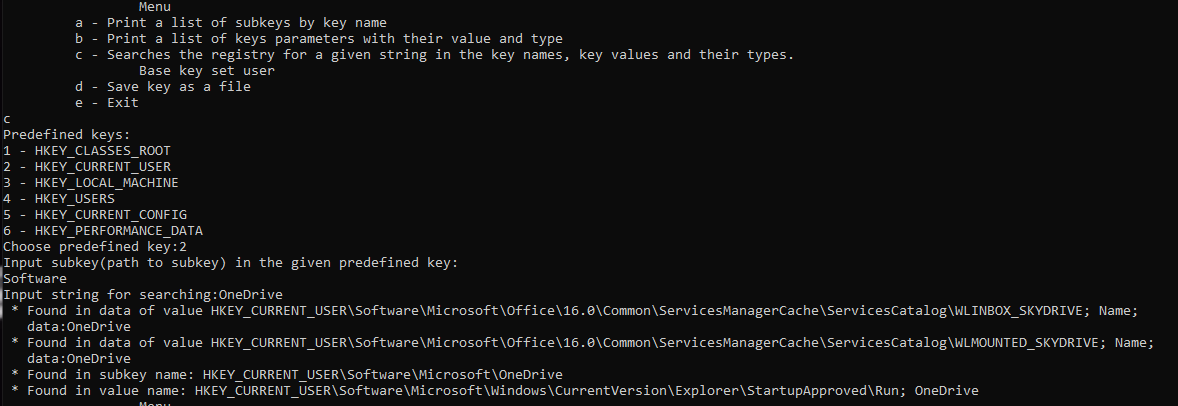 Menu
a - Print a list of subkeys by key name
b - Print a list of keys parameters with their value and type
c - Searches the registry for a given string in the key names, key values and their types.
Base key set user
d - Save key as a file
e - Exit
c
Predefined keys:
1 - HKEY_CLASSES_ROOT
2 - HKEY_CURRENT_USER
3 - HKEY_LOCAL_MACHINE
4 - HKEY_USERS
5 - HKEY_CURRENT_CONFIG
6 - HKEY_PERFORMANCE_DATA
Choose predefined key:2
Input subkey(path to subkey) in the given predefined key:
Software
Input string for searching:OneDrive
* Found in data of value HKEY_CURRENT_USER\Software\Microsoft\Office\16.0\Common\ServicesManagerCache\ServicesCatalog\WLINBOX_SKYDRIVE; Name;
data:OneDrive
* Found in data of value HKEY_CURRENT_USER\Software\Microsoft\Office\16.0\Common\ServicesManagerCache\ServicesCatalog\WLMOUNTED_SKYDRIVE; Name;
data:OneDrive
* Found in subkey name: HKEY_CURRENT_USER\Software\Microsoft\OneDrive
* Found in value name: HKEY_CURRENT_USER\Software\Microsoft\Windows\CurrentVersion\Explorer\StartupApproved\Run; OneDrive
Menu